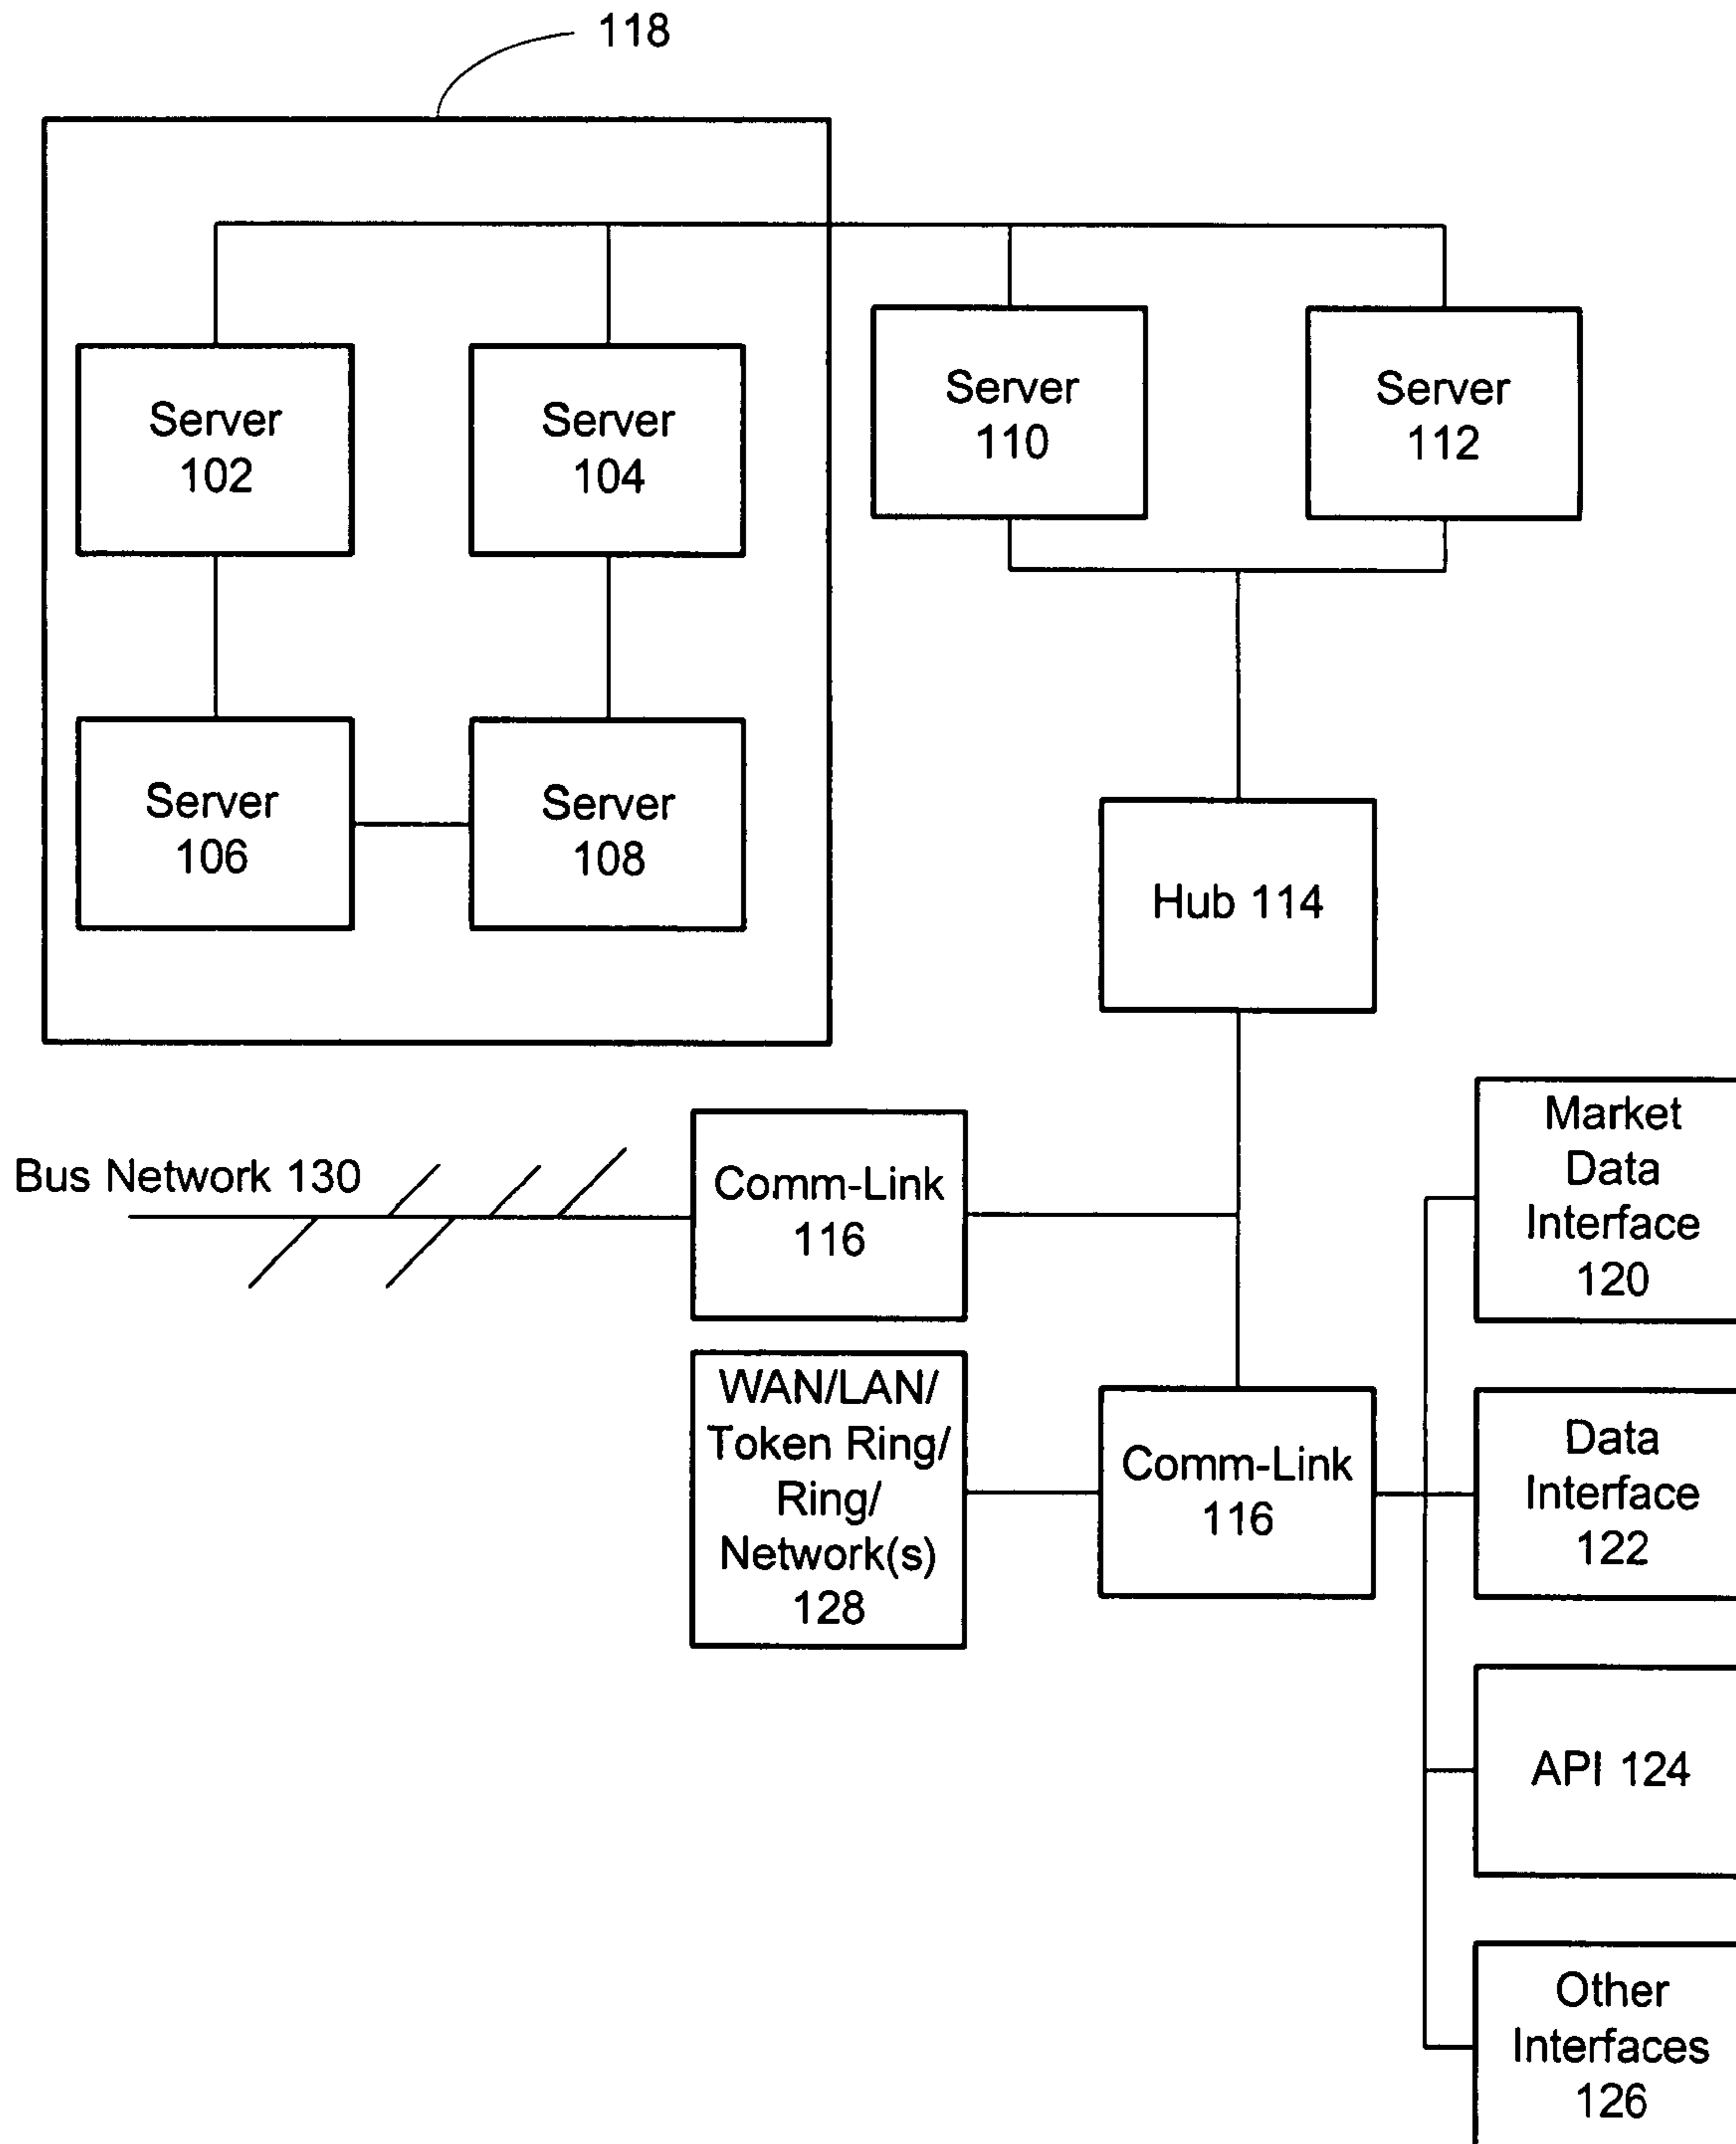 118
Server
102
Server
104
Server
110
Server
112
Server
106
Server
108
Hub 114
Bus Network 130
Comm-Link
116
Market
Data
Interface
120
WAN/LAN/
Token Ring/
Ring/
Network(s)
128
Comm-Link
116
Data
Interface
122
API 124
Other
Interfaces
126